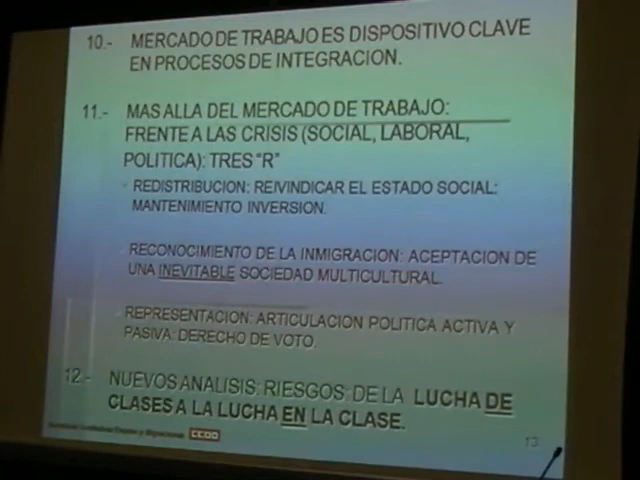 10.- MERCADO DE TRABAJO ES DISPOSITIVO CLAVE
EN PROCESOS DE INTEGRACION.
11.- MAS ALLA DEL MERCADO DE TRABAJO:
FRENTE A LAS CRISIS (SOCIAL, LABORAL,
POLITICA): TRES "R"
REDISTRIBUCION: REIVINDICAR EL ESTADO SOCIAL:
MANTENIMIENTO INVERSION.
RECONOCIMIENTO DE LA INMIGRACION: ACEPTACION DE
UNA INEVITABLE SOCIEDAD MULTICULTURAL.
REPRESENTACION: ARTICULACION POLITICA ACTIVA Y
PASIVA: DERECHO DE VOTO.
12.- NUEVOS ANALISIS: RIESGOS: DE LA LUCHA DE
CLASES A LA LUCHA EN LA CLASE.
CCOO
13